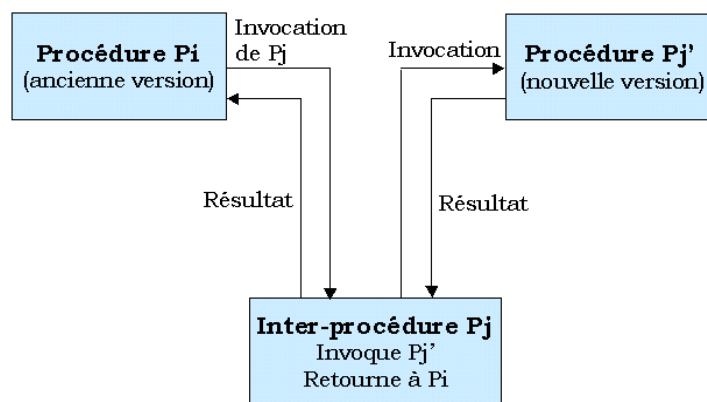 Procédure Pi
(ancienne version)
Invocation
de Pj
Invocation
Procédure Pj’
(nouvelle version)
Résultat
Résultat
Inter-procédure Pj
Invoque Pj’
Retourne à Pi